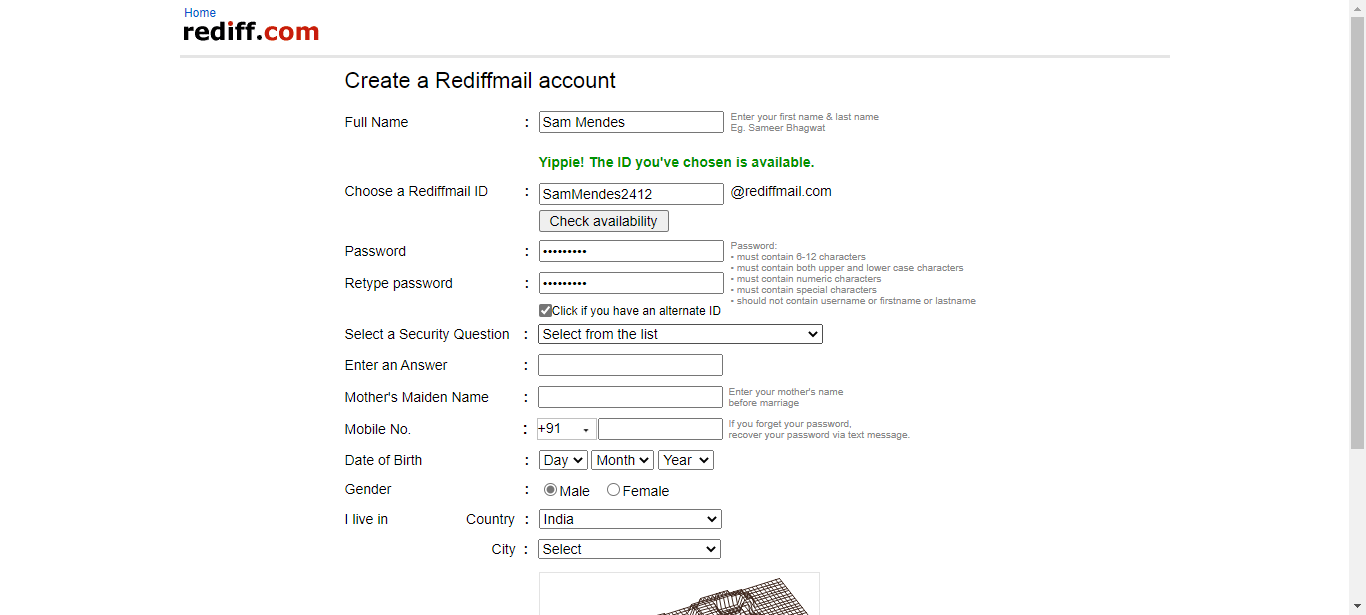 Home
rediff.com
Create a Rediffmail account
Full Name : Sam Mendes Enter your first name & last name
Eg. Sameer Bhagwat
Yippie! The ID you've chosen is available.
Choose a Rediffmail ID : SamMendes2412 @rediffmail.com
Check availability
Password : ••••••••• Password:
• must contain 6-12 characters
• must contain both upper and lower case characters
• must contain numeric characters
• must contain special characters
• should not contain username or firstname or lastname
Retype password : •••••••••
Click if you have an alternate ID
Select a Security Question : Select from the list
Enter an Answer :
Mother's Maiden Name : Enter your mother's name
before marriage
Mobile No. : +91 If you forget your password,
recover your password via text message.
Date of Birth : Day Month Year
Gender : Male Female
I live in Country : India
City : Select